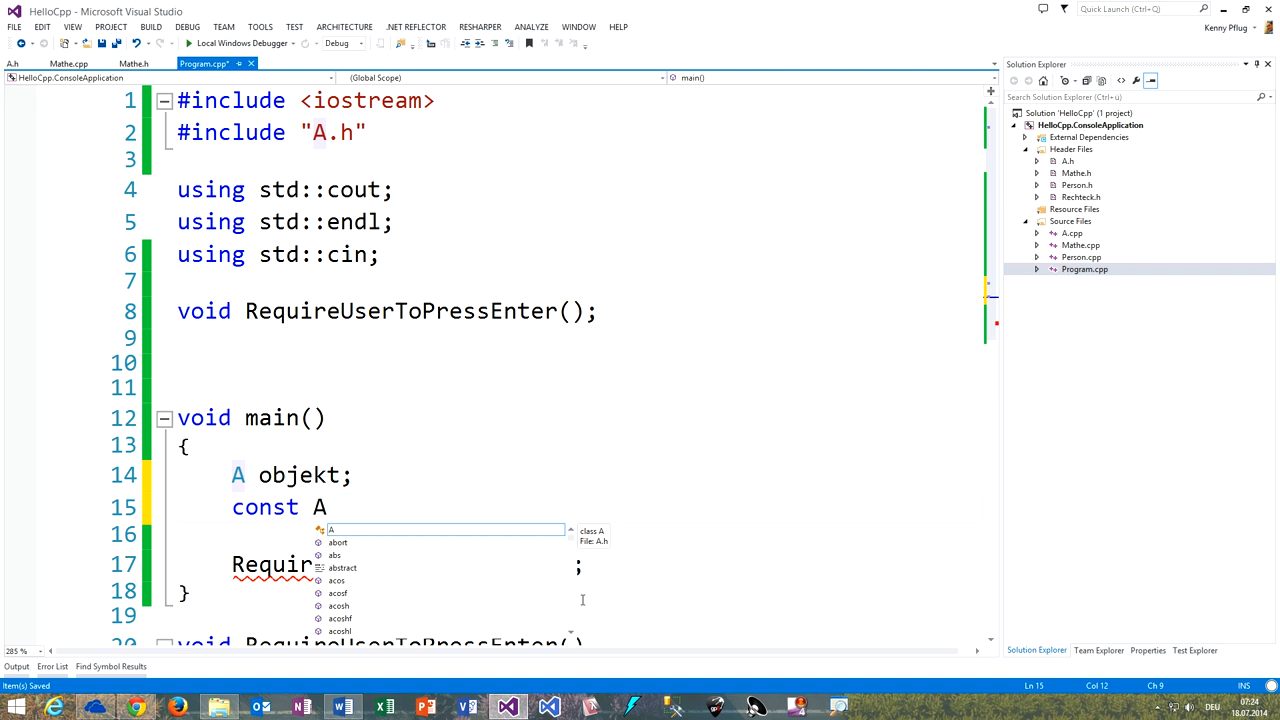 HelloCpp - Microsoft Visual Studio
Quick Launch (Ctrl+Q)
FILE EDIT VIEW PROJECT BUILD DEBUG TEAM TOOLS TEST ARCHITECTURE .NET REFLECTOR RESHARPER ANALYZE WINDOW HELP
Kenny Pflug
Local Windows Debugger
Debug
A.h Mathe.cpp Mathe.h Program.cpp*
HelloCpp.ConsoleApplication (Global Scope) main()
1 #include <iostream>
2 #include "A.h"
3
4 using std::cout;
5 using std::endl;
6 using std::cin;
7
8 void RequireUserToPressEnter();
9
10
11
12 void main()
13 {
14 A objekt;
15 const A
16
17 Requir ;
18 }
19
20 void RequireUserToPressEnter()
A
abort
abs
abstract
acos
acosf
acosh
acoshf
acoshl
class A
File: A.h
Solution Explorer
Search Solution Explorer (Ctrl+ü)
Solution 'HelloCpp' (1 project)
HelloCpp.ConsoleApplication
External Dependencies
Header Files
A.h
Mathe.h
Person.h
Rechteck.h
Resource Files
Source Files
A.cpp
Mathe.cpp
Person.cpp
Program.cpp
285 %
Solution Explorer Team Explorer Properties Test Explorer
Output Error List Find Symbol Results
Item(s) Saved Ln 15 Col 12 Ch 9 INS
DEU
07:24
18.07.2014